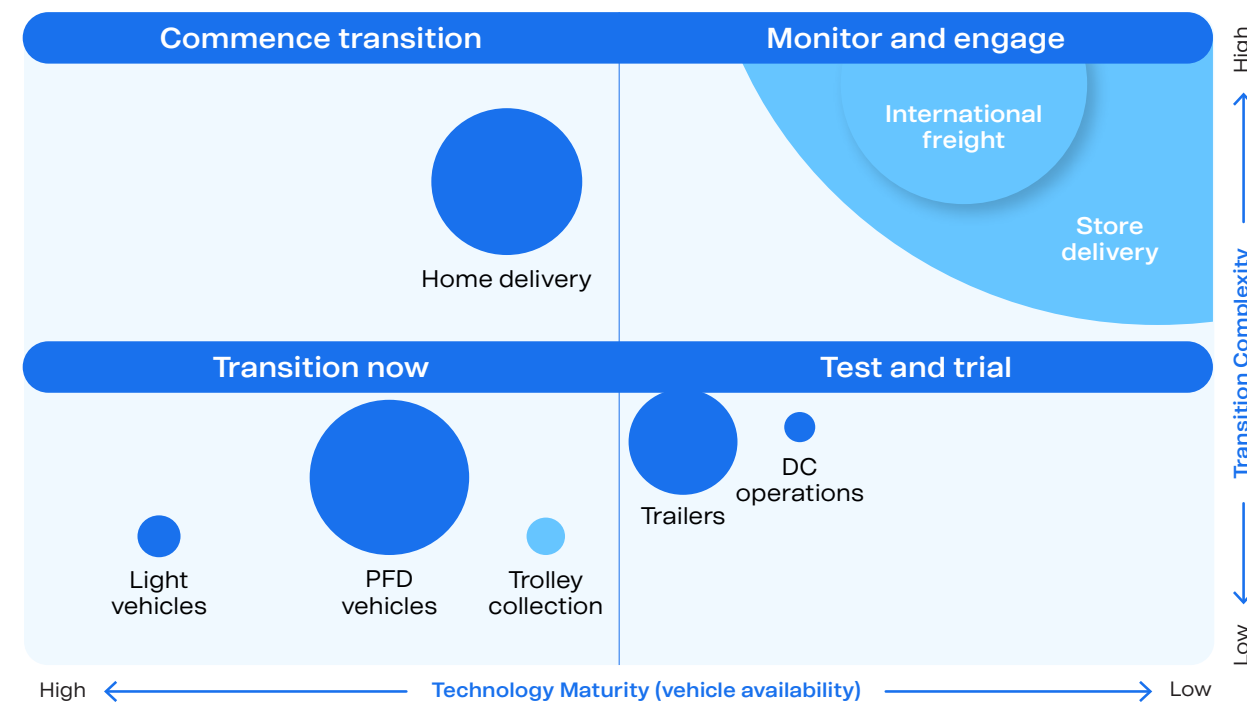 Commence transition
Monitor and engage
International
freight
Store
delivery
Home delivery
Transition now
Test and trial
DC
operations
Trailers
Light
vehicles
PFD
vehicles
Trolley
collection
High
Technology Maturity (vehicle availability)
Low
High
Transition Complexity
Low